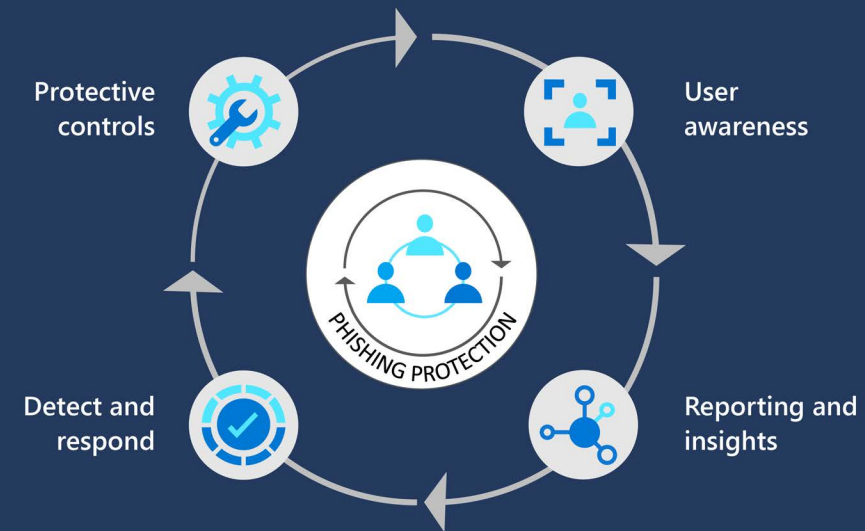 Protective
controls
User
awareness
PHISHING PROTECTION
Detect and
respond
Reporting and
insights